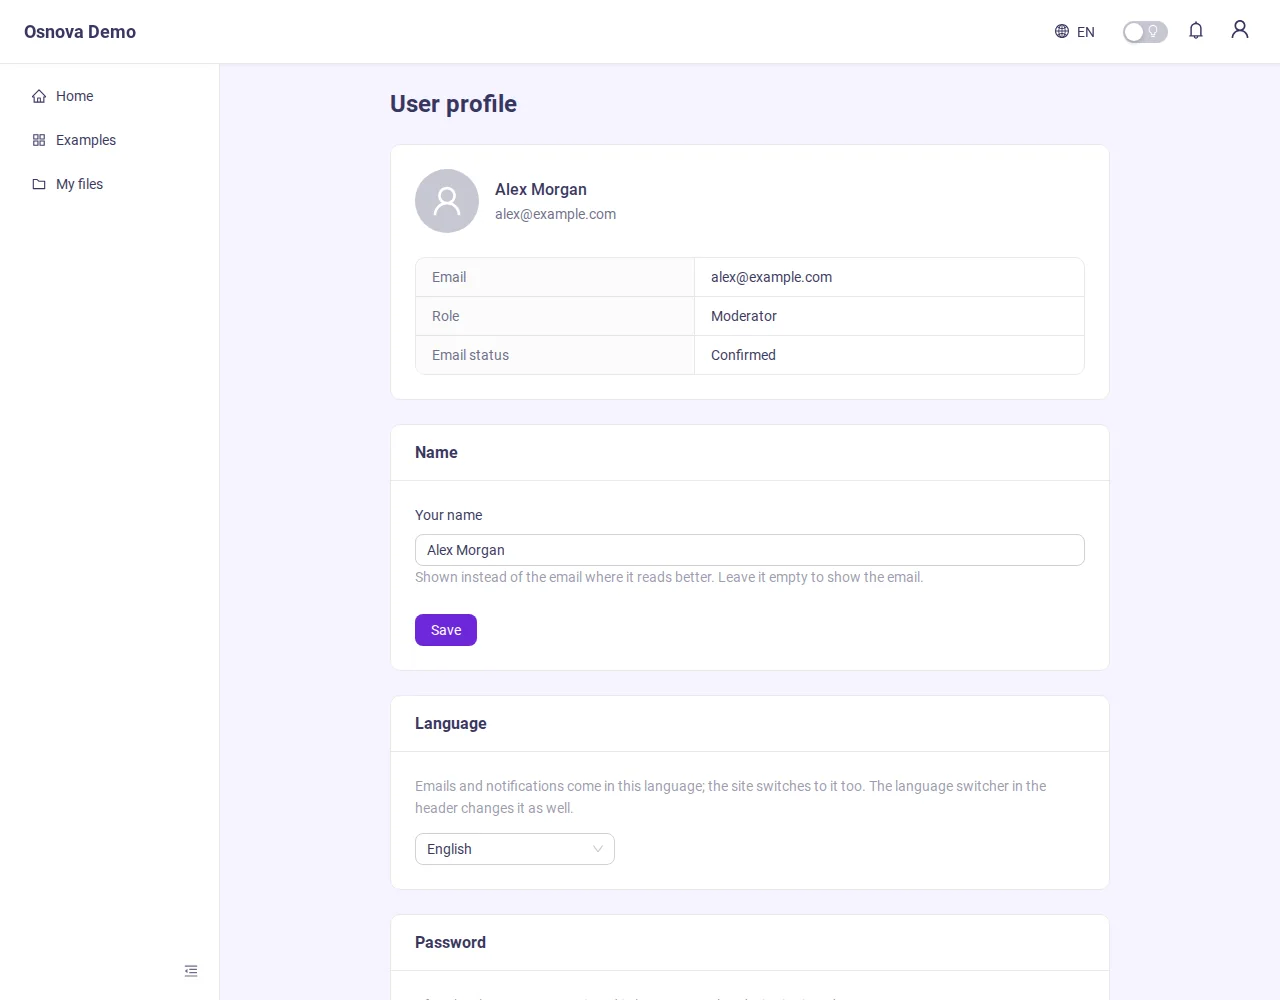 Osnova Demo
EN
Home
Examples
My files
User profile
Alex Morgan
alex@example.com
Email
alex@example.com
Role
Moderator
Email status
Confirmed
Name
Your name
Alex Morgan
Shown instead of the email where it reads better. Leave it empty to show the email.
Save
Language
Emails and notifications come in this language; the site switches to it too. The language switcher in the
header changes it as well.
English
Password